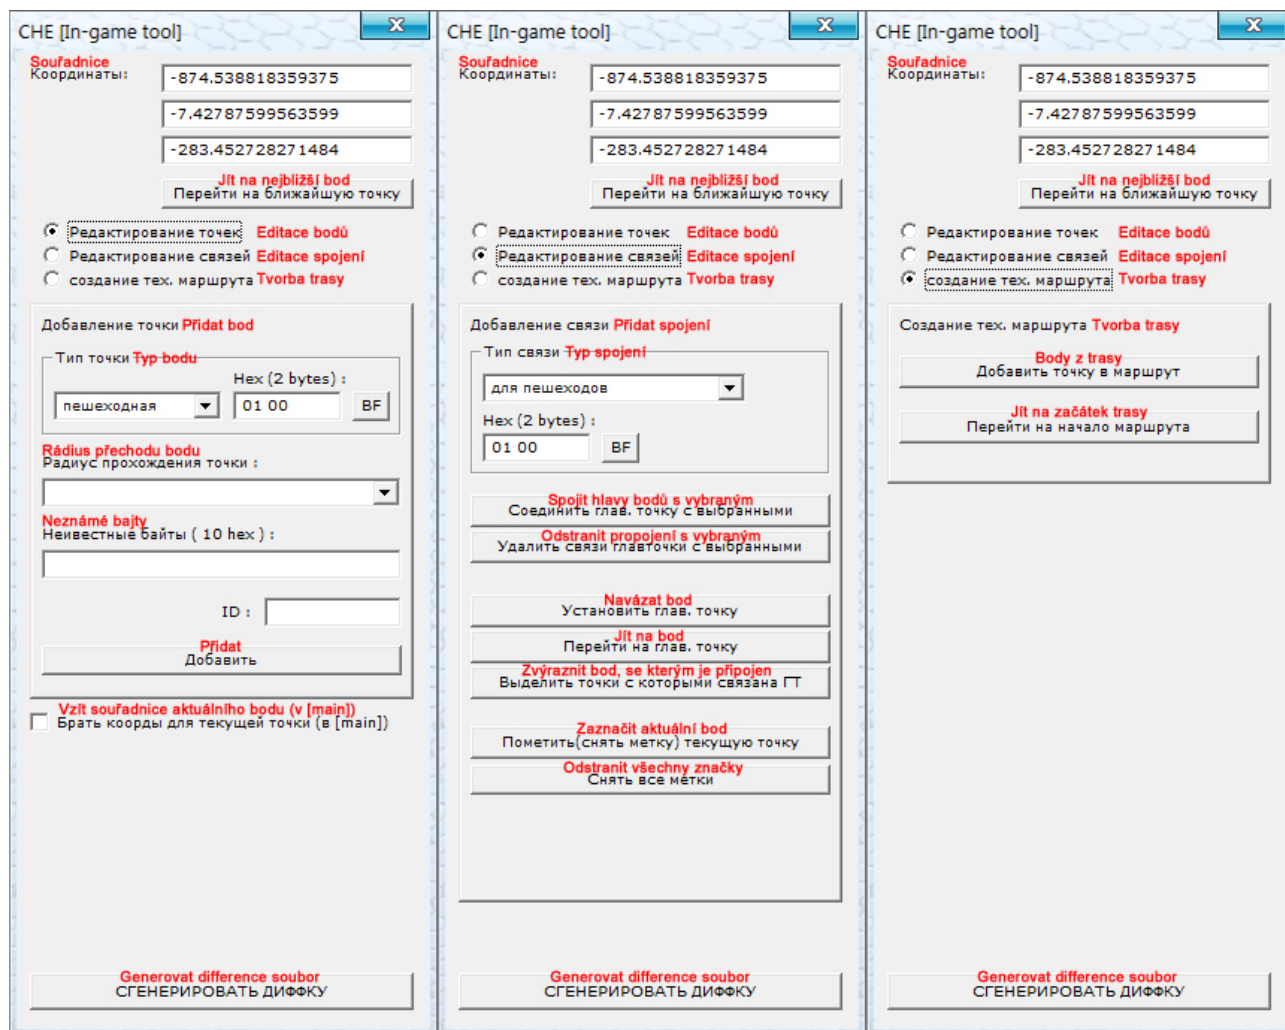 CHE [In-game tool]
Souřadnice
Координаты:
-874.538818359375
-7.42787599563599
-283.452728271484
Jít na nejbližší bod
Перейти на ближайшую точку
Редактирование точек Editace bodů
Редактирование связей Editace spojení
создание тех. маршрута Tvorba trasy
Добавление точки Přidat bod
Тип точки Typ bodu
Hex (2 bytes) :
пешеходная 01 00 BF
Rádius přechodu bodu
Радиус прохождения точки :
Neznámé bajty
Неивестные байты ( 10 hex ) :
ID :
Přidat
Добавить
Vzít souřadnice aktuálního bodu (v [main])
Брать коорды для текущей точки (в [main])
Generovat difference soubor
СГЕНЕРИРОВАТЬ ДИФФКУ
CHE [In-game tool]
Souřadnice
Координаты:
-874.538818359375
-7.42787599563599
-283.452728271484
Jít na nejbližší bod
Перейти на ближайшую точку
Редактирование точек Editace bodů
Редактирование связей Editace spojení
создание тех. маршрута Tvorba trasy
Добавление связи Přidat spojení
Тип связи Typ spojení
для пешеходов
Hex (2 bytes) :
01 00 BF
Spojit hlavy bodů s vybraným
Соединить глав. точку с выбранными
Odstranit propojení s vybraným
Удалить связи главточки с выбранными
Navázat bod
Установить глав. точку
Jít na bod
Перейти на глав. точку
Zvýraznit bod, se kterým je připojen
Выделить точки с которыми связана ГТ
Zaznačit aktuální bod
Пометить(снять метку) текущую точку
Odstranit všechny značky
Снять все метки
Generovat difference soubor
СГЕНЕРИРОВАТЬ ДИФФКУ
CHE [In-game tool]
Souřadnice
Координаты:
-874.538818359375
-7.42787599563599
-283.452728271484
Jít na nejbližší bod
Перейти на ближайшую точку
Редактирование точек Editace bodů
Редактирование связей Editace spojení
создание тех. маршрута Tvorba trasy
Создание тех. маршрута Tvorba trasy
Body z trasy
Добавить точку в маршрут
Jít na začátek trasy
Перейти на начало маршрута
Generovat difference soubor
СГЕНЕРИРОВАТЬ ДИФФКУ